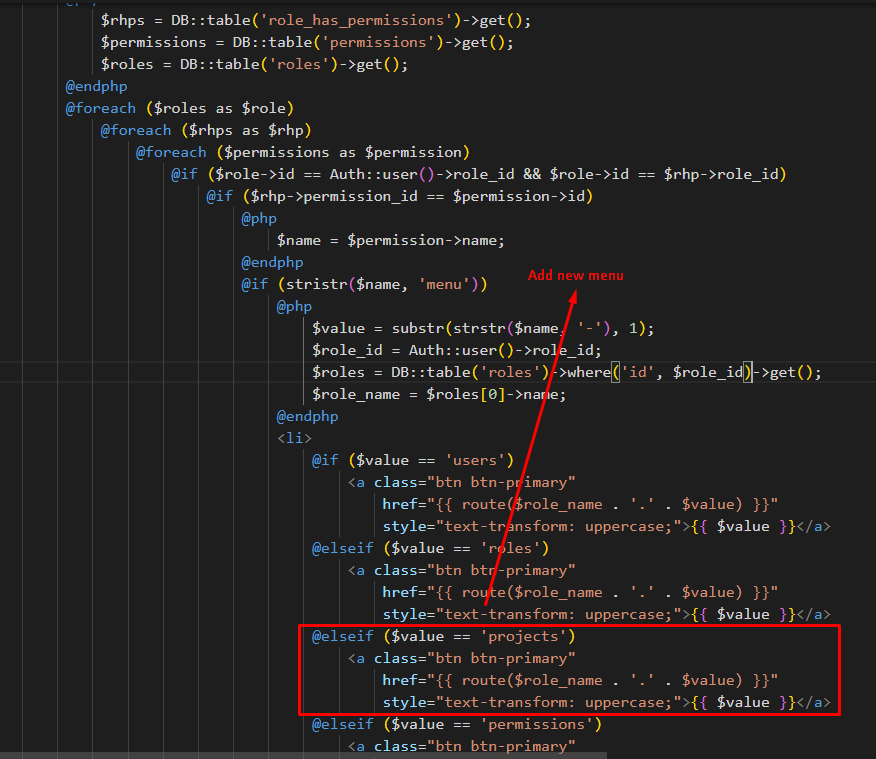 $rhps = DB::table('role_has_permissions')->get();
$permissions = DB::table('permissions')->get();
$roles = DB::table('roles')->get();
@endphp
@foreach ($roles as $role)
@foreach ($rhps as $rhp)
@foreach ($permissions as $permission)
@if ($role->id == Auth::user()->role_id && $role->id == $rhp->role_id)
@if ($rhp->permission_id == $permission->id)
@php
$name = $permission->name;
@endphp
Add new menu
@if (stristr($name, 'menu'))
@php
$value = substr(strstr($name, '-'), 1);
$role_id = Auth::user()->role_id;
$roles = DB::table('roles')->where('id', $role_id)->get();
$role_name = $roles[0]->name;
@endphp
<li>
@if ($value == 'users')
<a class="btn btn-primary"
href="{{ route($role_name . '.' . $value) }}"
style="text-transform: uppercase;">{{ $value }}</a>
@elseif ($value == 'roles')
<a class="btn btn-primary"
href="{{ route($role_name . '.' . $value) }}"
style="text-transform: uppercase;">{{ $value }}</a>
@elseif ($value == 'projects')
<a class="btn btn-primary"
href="{{ route($role_name . '.' . $value) }}"
style="text-transform: uppercase;">{{ $value }}</a>
@elseif ($value == 'permissions')
<a class="btn btn-primary"